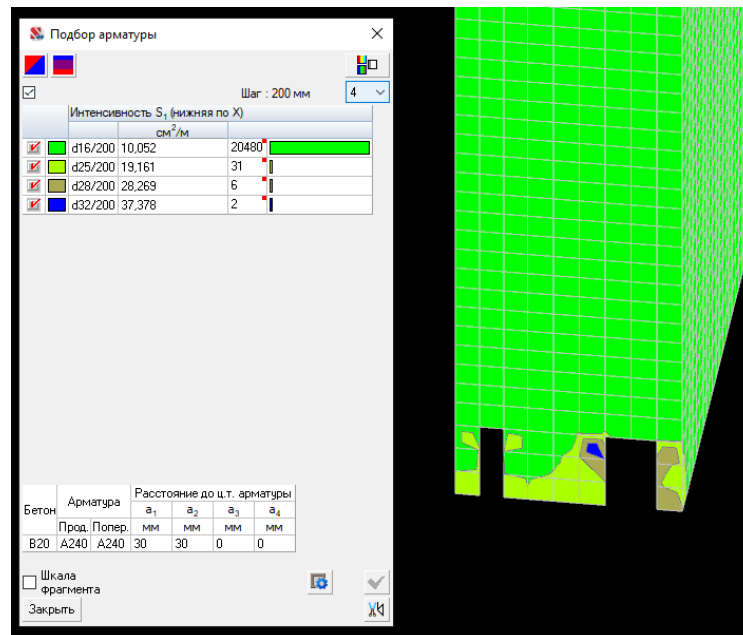 Подбор арматуры
Шаг : 200 мм 4
Интенсивность S1 (нижняя по X)
см²/м
d16/200 10,052 20480
d25/200 19,161 31
d28/200 28,269 6
d32/200 37,378 2
Бетон Арматура Расстояние до ц.т. арматуры
a1 a2 a3 a4
Прод. Попер. мм мм мм мм
B20 A240 A240 30 30 0 0
Шкала
фрагмента
Закрыть